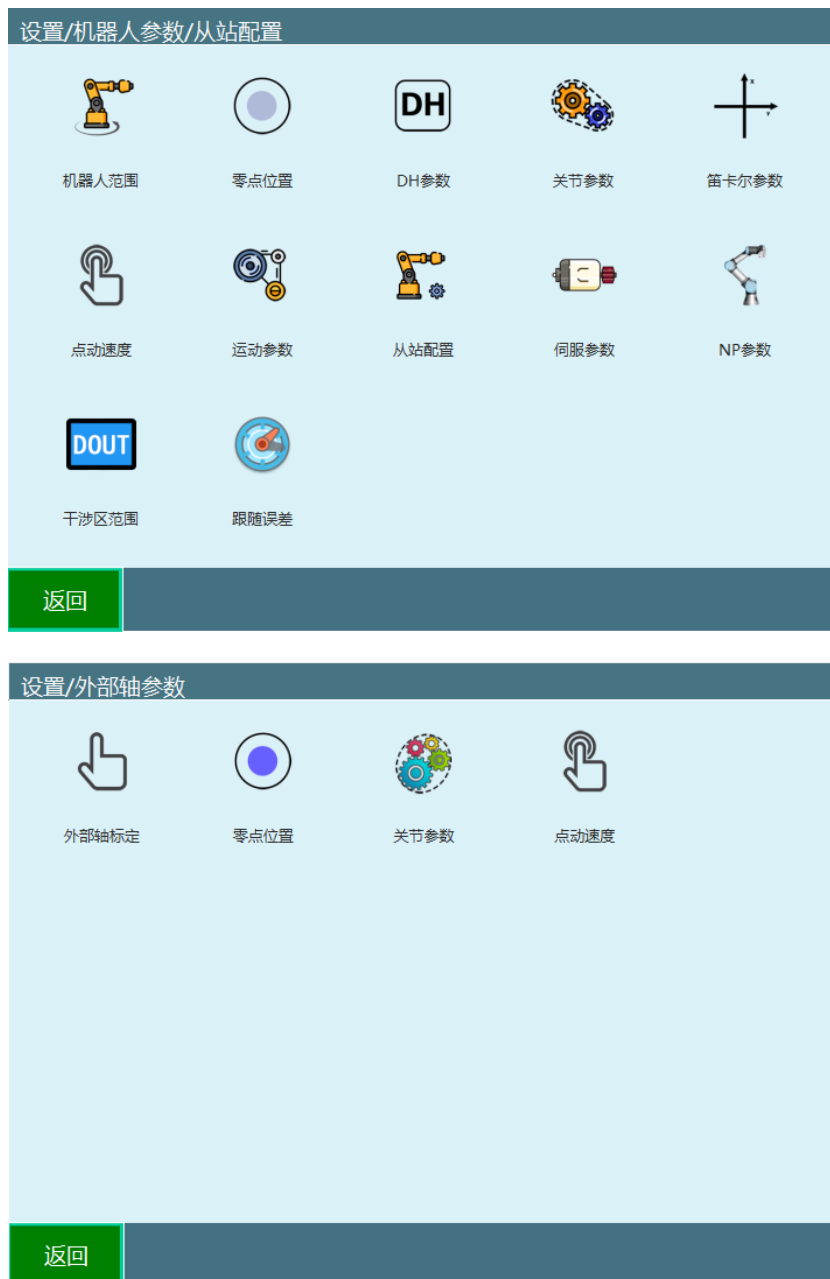 设置/机器人参数/从站配置
DH
机器人范围 零点位置 DH参数 关节参数 笛卡尔参数
点动速度 运动参数 从站配置 伺服参数 NP参数
DOUT
干涉区范围 跟随误差
返回
设置/外部轴参数
外部轴标定 零点位置 关节参数 点动速度
返回